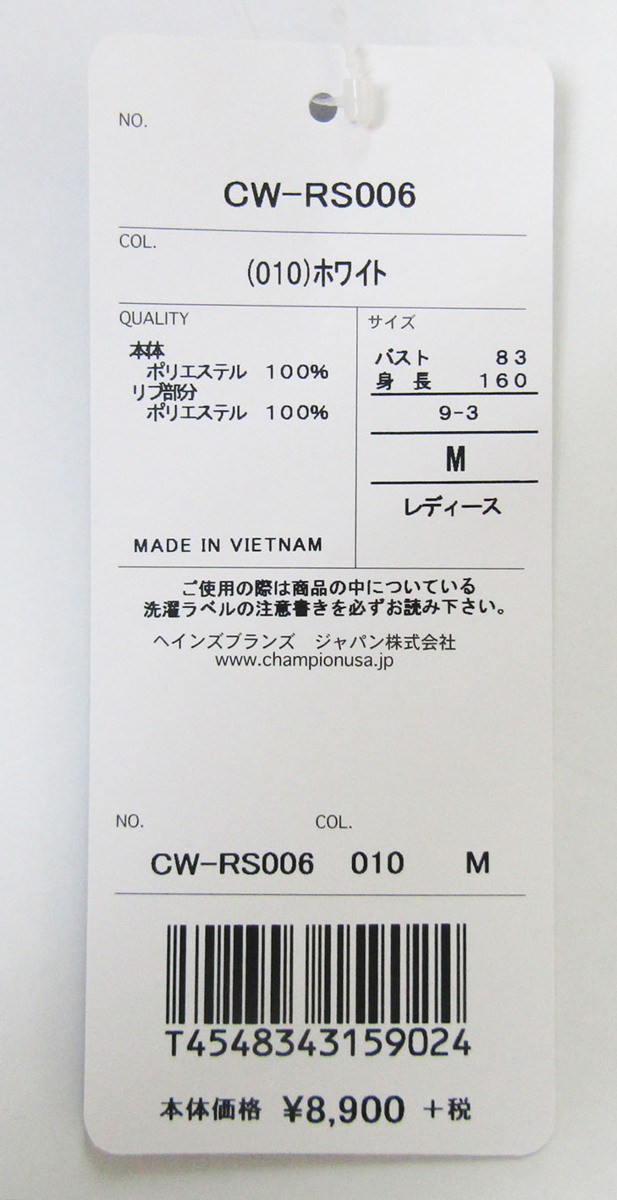 NO.
CW-RS006
COL.
(010)ホワイト
QUALITY
本体
ポリエステル 100%
リブ部分
ポリエステル 100%
MADE IN VIETNAM
サイズ
バスト 83
身長 160
9-3
M
レディース
ご使用の際は商品の中についている
洗濯ラベルの注意書きを必ずお読み下さい。
ヘインズブランズ ジャパン株式会社
www.championusa.jp
NO. COL.
CW-RS006 010 M
T4548343159024
本体価格 ¥8,900 +税